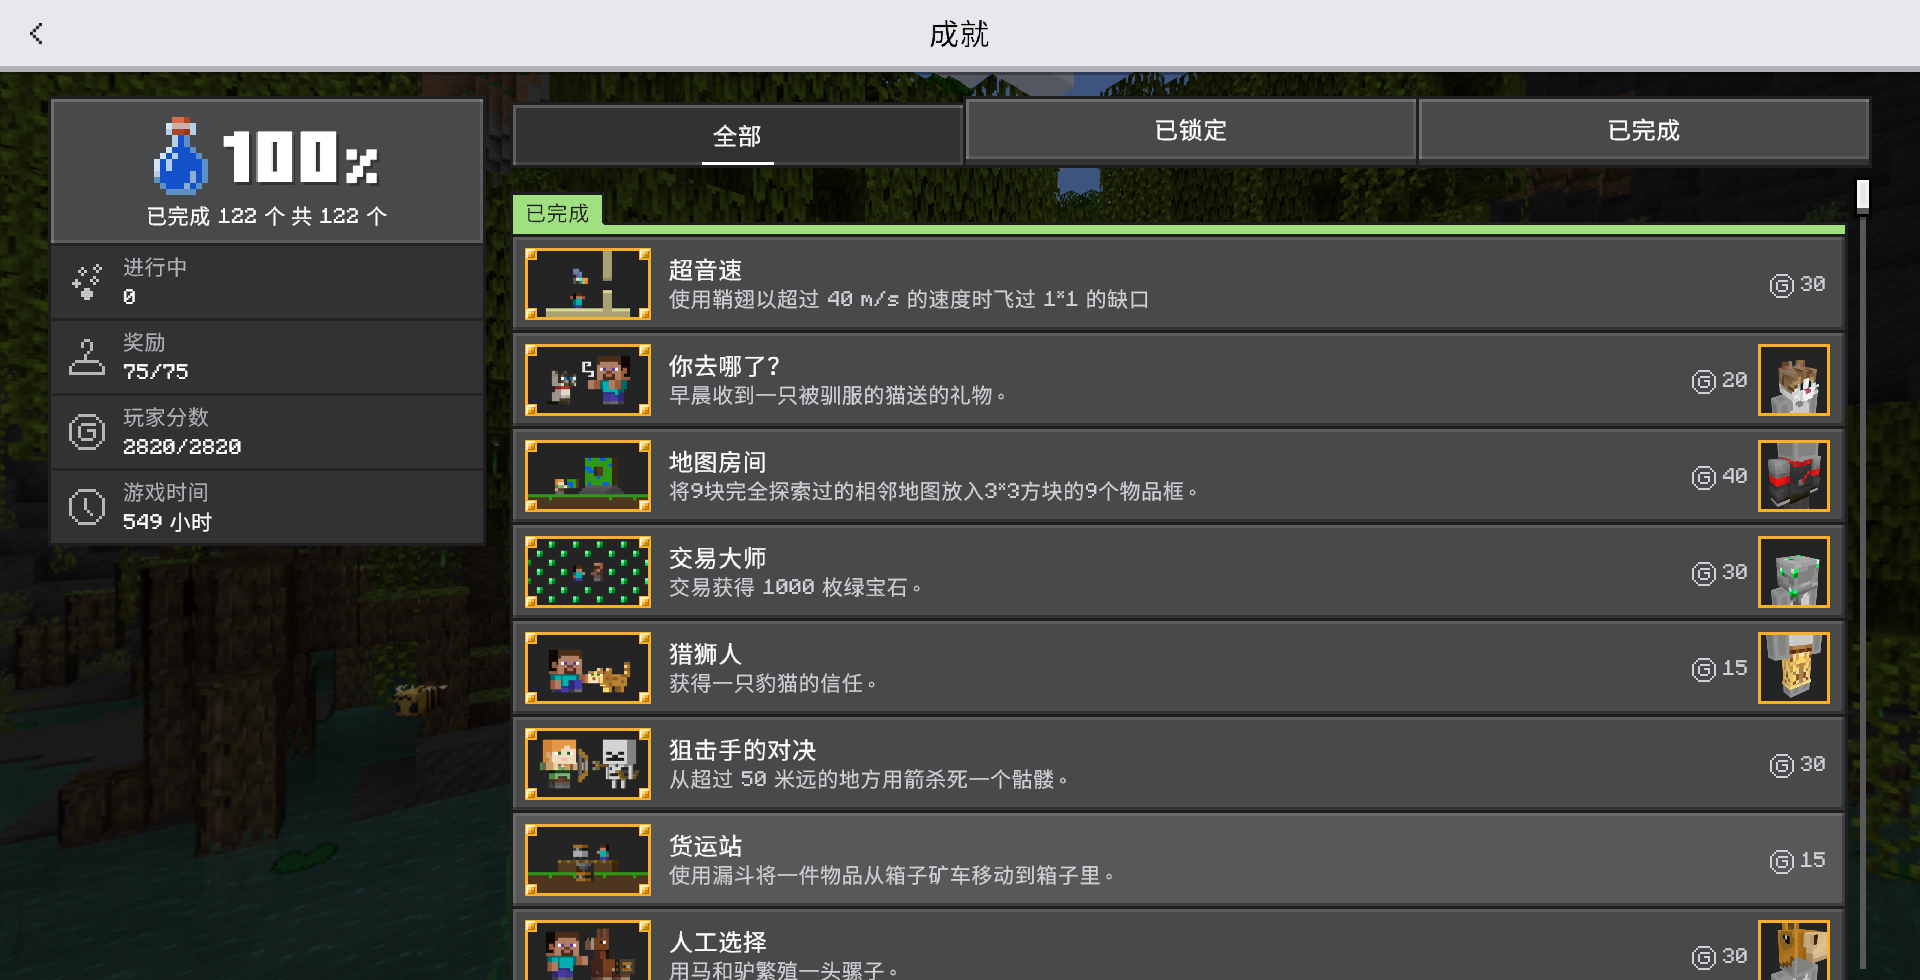 成就
100%
已完成 122 个 共 122 个
进行中
0
奖励
75/75
玩家分数
2820/2820
游戏时间
549 小时
全部
已锁定
已完成
已完成
超音速
使用鞘翅以超过 40 m/s 的速度时飞过 1*1 的缺口
30
你去哪了?
早晨收到一只被驯服的猫送的礼物。
20
地图房间
将9块完全探索过的相邻地图放入3*3方块的9个物品框。
40
交易大师
交易获得 1000 枚绿宝石。
30
猎狮人
获得一只豹猫的信任。
15
狙击手的对决
从超过 50 米远的地方用箭杀死一个骷髅。
30
货运站
使用漏斗将一件物品从箱子矿车移动到箱子里。
15
人工选择
用马和驴繁殖一头骡子。
30